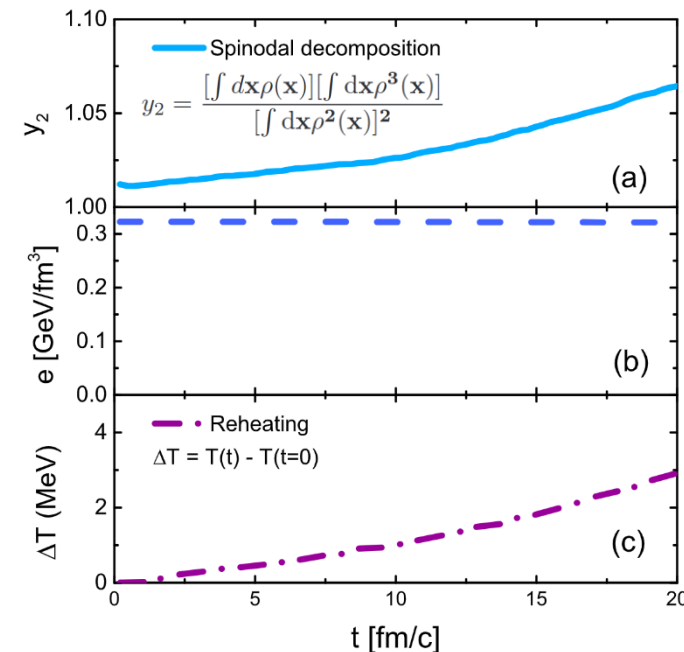 1.10
Spinodal decomposition
y₂ = [∫ dxρ(x)][∫ dxρ³(x)] / [∫ dxρ²(x)]²
1.05
y₂
(a)
1.00
0.3
0.2
e [GeV/fm³]
0.1
(b)
0.0
Reheating
4
ΔT = T(t) - T(t=0)
2
ΔT (MeV)
(c)
0
0 5 10 15 20
t [fm/c]